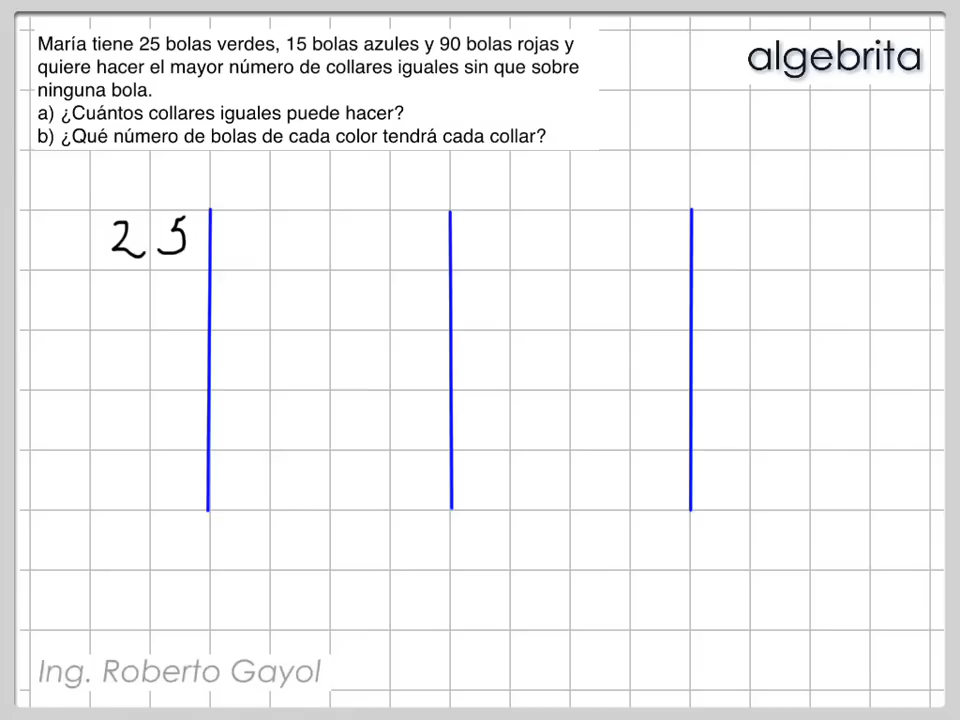 María tiene 25 bolas verdes, 15 bolas azules y 90 bolas rojas y
quiere hacer el mayor número de collares iguales sin que sobre
ninguna bola.
a) ¿Cuántos collares iguales puede hacer?
b) ¿Qué número de bolas de cada color tendrá cada collar?
algebrita
25
Ing. Roberto Gayol